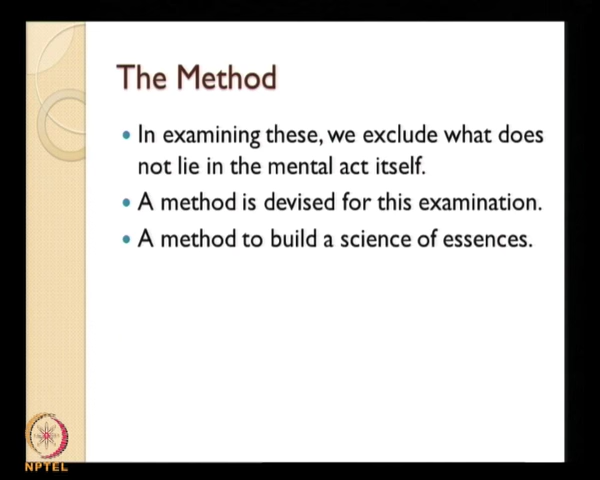 The Method
• In examining these, we exclude what does
not lie in the mental act itself.
• A method is devised for this examination.
• A method to build a science of essences.
NPTEL